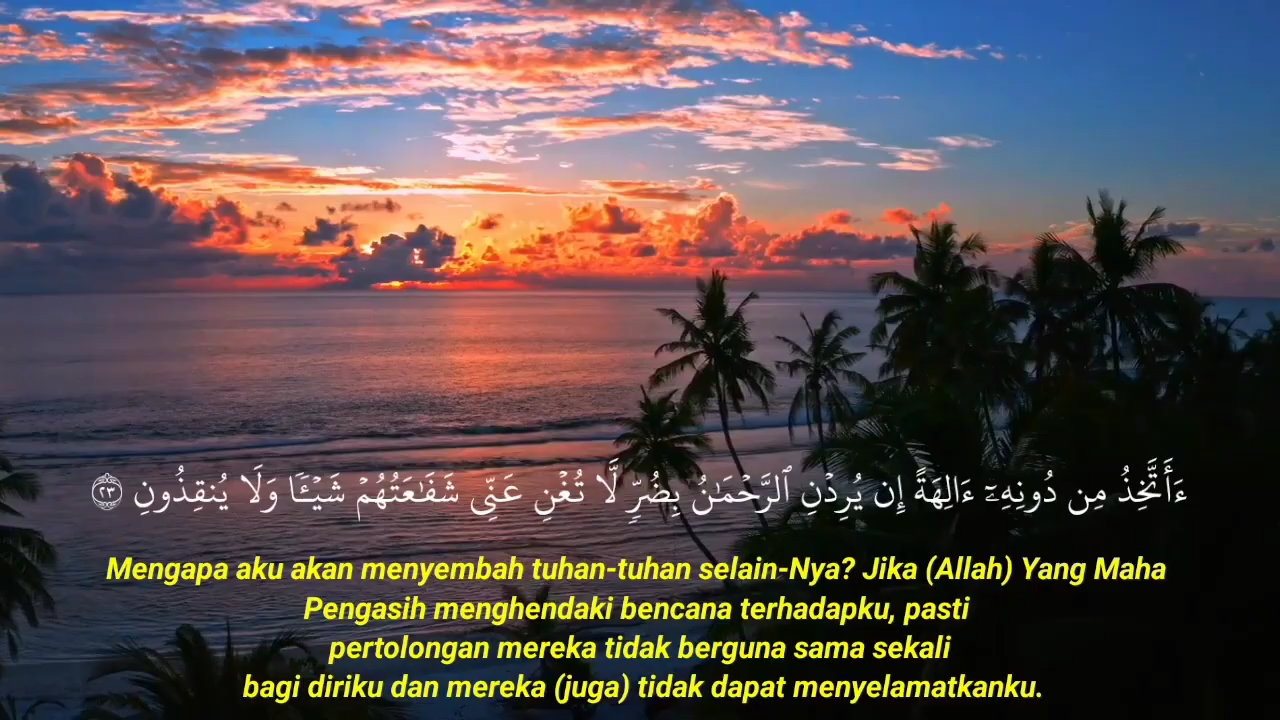 ءَأَتَّخِذُ مِن دُونِهِۦٓ ءَالِهَةً إِن يُرِدْنِ ٱلرَّحْمَٰنُ بِضُرٍّ لَّا تُغْنِ عَنِّى شَفَٰعَتُهُمْ شَيْـًٔا وَلَا يُنقِذُونِ ﴿٢٣﴾
Mengapa aku akan menyembah tuhan-tuhan selain-Nya? Jika (Allah) Yang Maha
Pengasih menghendaki bencana terhadapku, pasti
pertolongan mereka tidak berguna sama sekali
bagi diriku dan mereka (juga) tidak dapat menyelamatkanku.